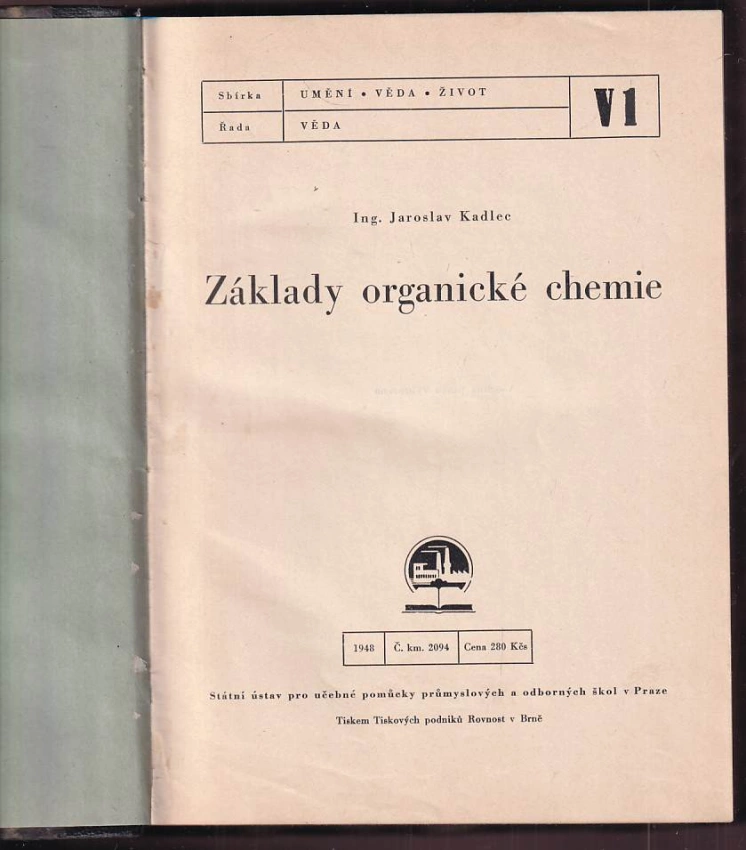 Sbírka UMĚNÍ • VĚDA • ŽIVOT V 1
Řada VĚDA
Ing. Jaroslav Kadlec
Základy organické chemie
1948 Č. km. 2094 Cena 280 Kčs
Státní ústav pro učebné pomůcky průmyslových a odborných škol v Praze
Tiskem Tiskových podniků Rovnost v Brně